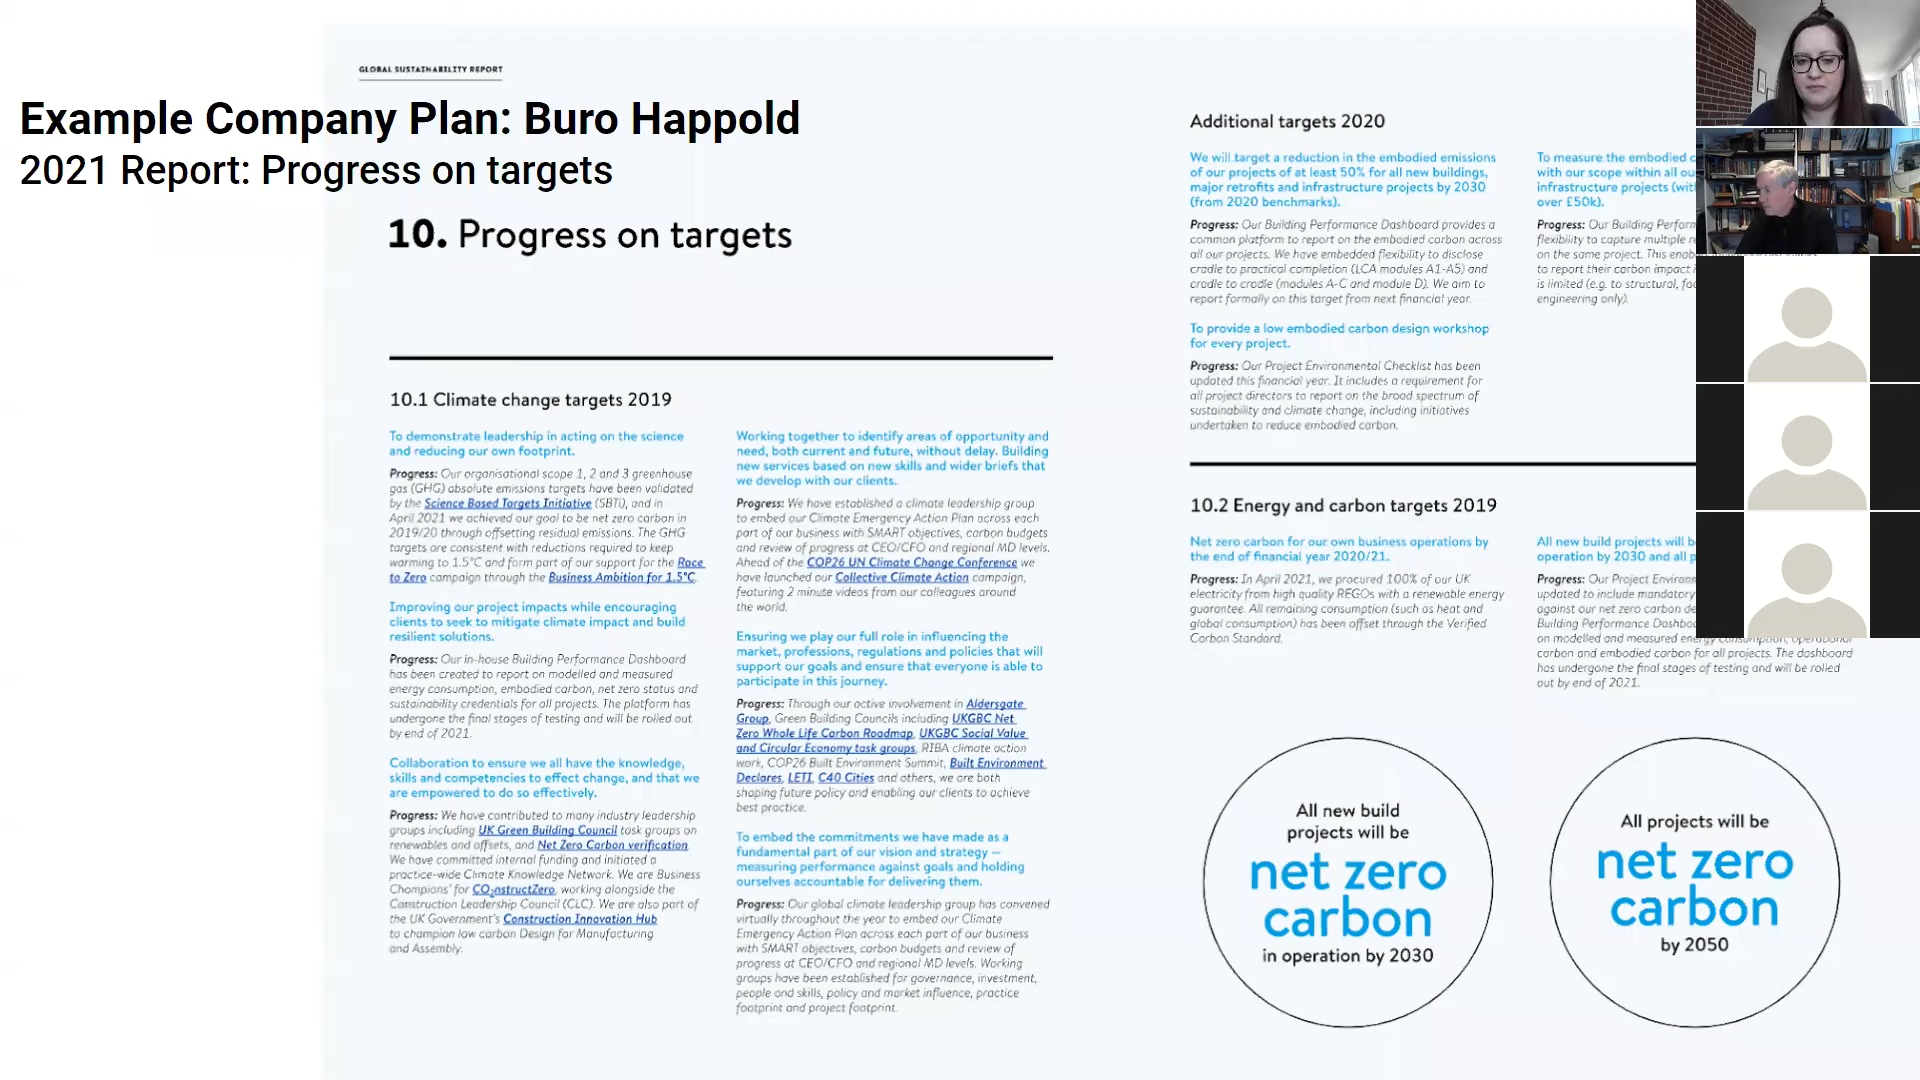 GLOBAL SUSTAINABILITY REPORT
Example Company Plan: Buro Happold
2021 Report: Progress on targets
10. Progress on targets
10.1 Climate change targets 2019
To demonstrate leadership in acting on the science
and reducing our own footprint.
Progress: Our organisational scope 1, 2 and 3 greenhouse
gas (GHG) absolute emissions targets have been validated
by the Science Based Targets Initiative (SBTi), and in
April 2021 we achieved our goal to be net zero carbon in
2019/20 through offsetting residual emissions. The GHG
targets are consistent with reductions required to keep
warming to 1.5°C and form part of our support for the Race
to Zero campaign through the Business Ambition for 1.5°C.
Improving our project impacts while encouraging
clients to seek to mitigate climate impact and build
resilient solutions.
Progress: Our in-house Building Performance Dashboard
has been created to report on modelled and measured
energy consumption, embodied carbon, net zero status and
sustainability credentials for all projects. The platform has
undergone the final stages of testing and will be rolled out
by end of 2021.
Collaboration to ensure we all have the knowledge,
skills and competencies to effect change, and that we
are empowered to do so effectively.
Progress: We have contributed to many industry leadership
groups including UK Green Building Council task groups on
renewables and offsets, and Net Zero Carbon verification.
We have committed internal funding and initiated a
practice-wide Climate Knowledge Network. We are Business
Champions' for CO2nstructZero, working alongside the
Construction Leadership Council (CLC). We are also part of
the UK Government's Construction Innovation Hub
to champion low carbon Design for Manufacturing
and Assembly.
Working together to identify areas of opportunity and
need, both current and future, without delay. Building
new services based on new skills and wider briefs that
we develop with our clients.
Progress: We have established a climate leadership group
to embed our Climate Emergency Action Plan across each
part of our business with SMART objectives, carbon budgets
and review of progress at CEO/CFO and regional MD levels.
Ahead of the COP26 UN Climate Change Conference we
have launched our Collective Climate Action campaign,
featuring 2 minute videos from our colleagues around
the world.
Ensuring we play our full role in influencing the
market, professions, regulations and policies that will
support our goals and ensure that everyone is able to
participate in this journey.
Progress: Through our active involvement in Aldersgate
Group, Green Building Councils including UKGBC Net
Zero Whole Life Carbon Roadmap, UKGBC Social Value
and Circular Economy task groups, RIBA climate action
work, COP26 Built Environment Summit, Built Environment
Declares, LETI, C40 Cities and others, we are both
shaping future policy and enabling our clients to achieve
best practice.
To embed the commitments we have made as a
fundamental part of our vision and strategy –
measuring performance against goals and holding
ourselves accountable for delivering them.
Progress: Our global climate leadership group has convened
virtually throughout the year to embed our Climate
Emergency Action Plan across each part of our business
with SMART objectives, carbon budgets and review of
progress at CEO/CFO and regional MD levels. Working
groups have been established for governance, investment,
people and skills, policy and market influence, practice
footprint and project footprint.
Additional targets 2020
We will target a reduction in the embodied emissions
of our projects of at least 50% for all new buildings,
major retrofits and infrastructure projects by 2030
(from 2020 benchmarks).
Progress: Our Building Performance Dashboard provides a
common platform to report on the embodied carbon across
all our projects. We have embedded flexibility to disclose
cradle to practical completion (LCA modules A1-A5) and
cradle to cradle (modules A-C and module D). We aim to
report formally on this target from next financial year.
To provide a low embodied carbon design workshop
for every project.
Progress: Our Project Environmental Checklist has been
updated this financial year. It includes a requirement for
all project directors to report on the broad spectrum of
sustainability and climate change, including initiatives
undertaken to reduce embodied carbon.
To measure the embodied
with our scope within all
infrastructure projects
over £50k).
Progress: Our Building
flexibility to capture multiple
on the same project. This
to report their carbon impact
is limited (e.g. to structural,
engineering only).
10.2 Energy and carbon targets 2019
Net zero carbon for our own business operations by
the end of financial year 2020/21.
Progress: In April 2021, we procured 100% of our UK
electricity from high quality REGOs with a renewable energy
guarantee. All remaining consumption (such as heat and
global consumption) has been offset through the Verified
Carbon Standard.
All new build projects will
operation by 2030 and all
Progress: Our Project
updated to include mandatory
against our net zero carbon
Building Performance
on modelled and measured energy consumption, operational
carbon and embodied carbon for all projects. The dashboard
has undergone the final stages of testing and will be rolled
out by end of 2021.
All new build
projects will be
net zero
carbon
in operation by 2030
All projects will be
net zero
carbon
by 2050